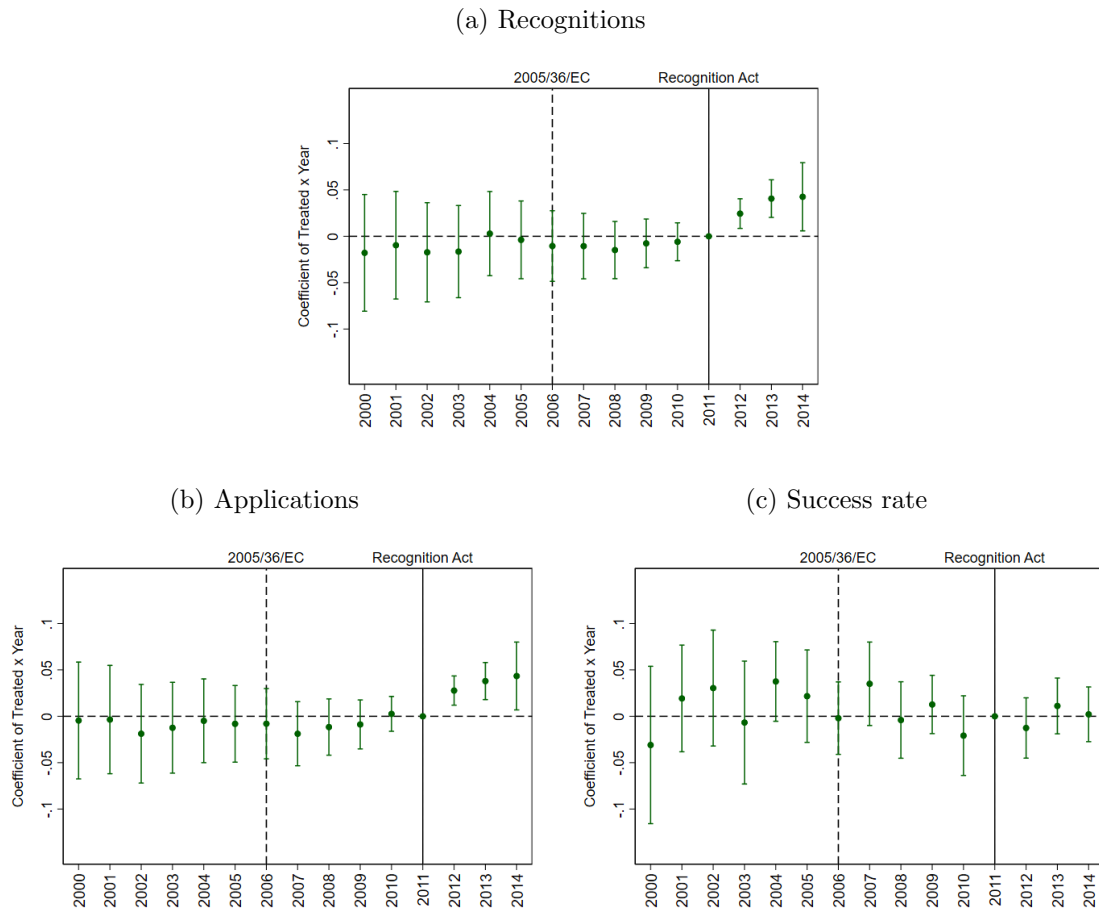 (a) Recognitions
2005/36/EC Recognition Act
Coefficient of Treated x Year
.1
.05
0
-.05
-.1
2000 2001 2002 2003 2004 2005 2006 2007 2008 2009 2010 2011 2012 2013 2014
(b) Applications
2005/36/EC Recognition Act
Coefficient of Treated x Year
.1
.05
0
-.05
-.1
2000 2001 2002 2003 2004 2005 2006 2007 2008 2009 2010 2011 2012 2013 2014
(c) Success rate
2005/36/EC Recognition Act
Coefficient of Treated x Year
.1
.05
0
-.05
-.1
2000 2001 2002 2003 2004 2005 2006 2007 2008 2009 2010 2011 2012 2013 2014